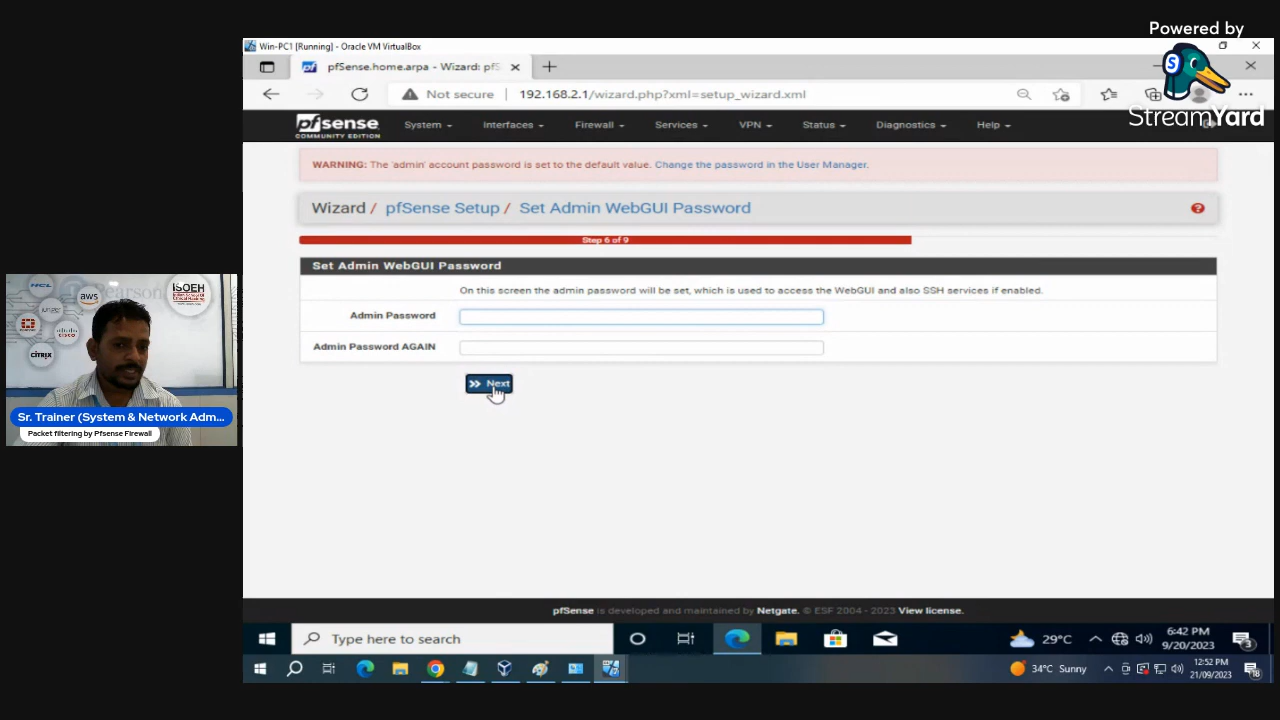 Powered by
StreamYard
Win-PC1 [Running] - Oracle VM VirtualBox
pfSense.home.arpa - Wizard: pfS
Not secure | 192.168.2.1/wizard.php?xml=setup_wizard.xml
pfsense
COMMUNITY EDITION
System Interfaces Firewall Services VPN Status Diagnostics Help
WARNING: The 'admin' account password is set to the default value. Change the password in the User Manager.
Wizard / pfSense Setup / Set Admin WebGUI Password
Step 6 of 9
Set Admin WebGUI Password
On this screen the admin password will be set, which is used to access the WebGUI and also SSH services if enabled.
Admin Password
Admin Password AGAIN
Next
HCL
Pearson
ISOEH
aws
CISCO
CITRIX
Sr. Trainer (System & Network Adm...
Packet filtering by Pfsense Firewall
pfSense is developed and maintained by Netgate. © ESF 2004 - 2023 View license.
Type here to search
29°C
6:42 PM
9/20/2023
3
34°C Sunny
12:52 PM
21/09/2023
18